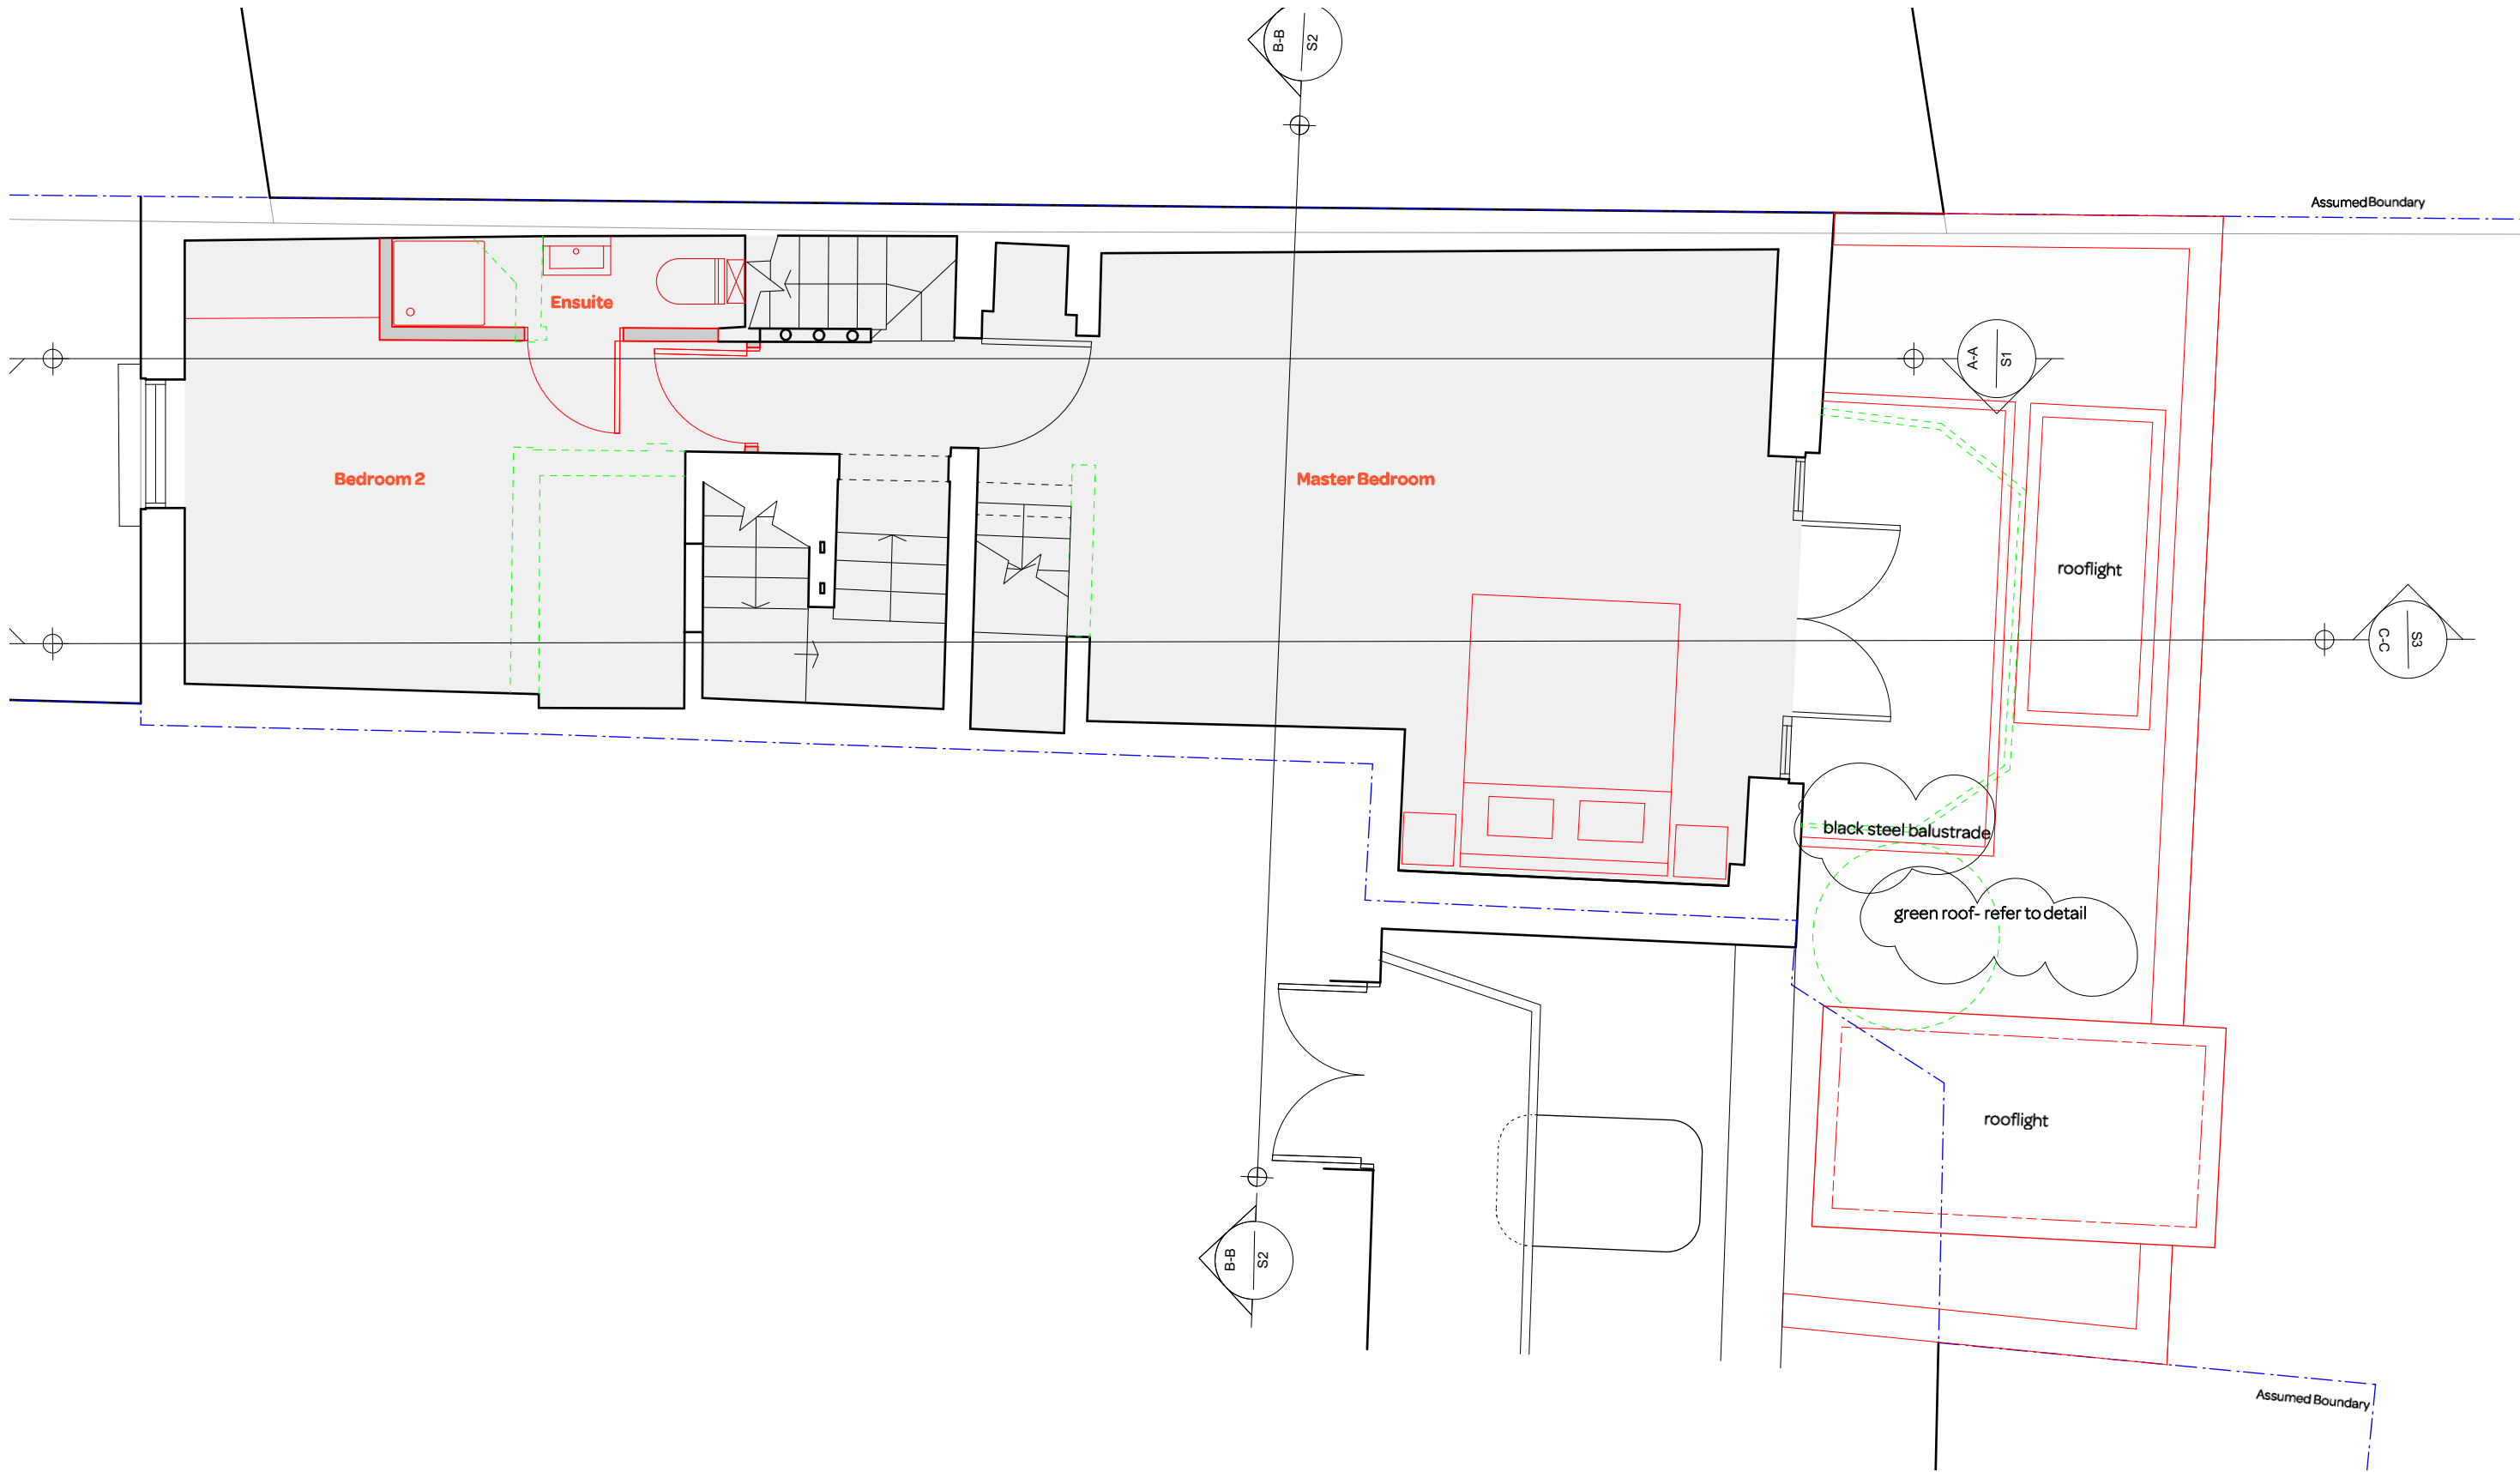 B-B
S2
Assumed Boundary
Ensuite
A-A
S1
Bedroom 2
Master Bedroom
rooflight
C-C
S3
black steel balustrade
green roof- refer to detail
rooflight
B-B
S2
Assumed Boundary